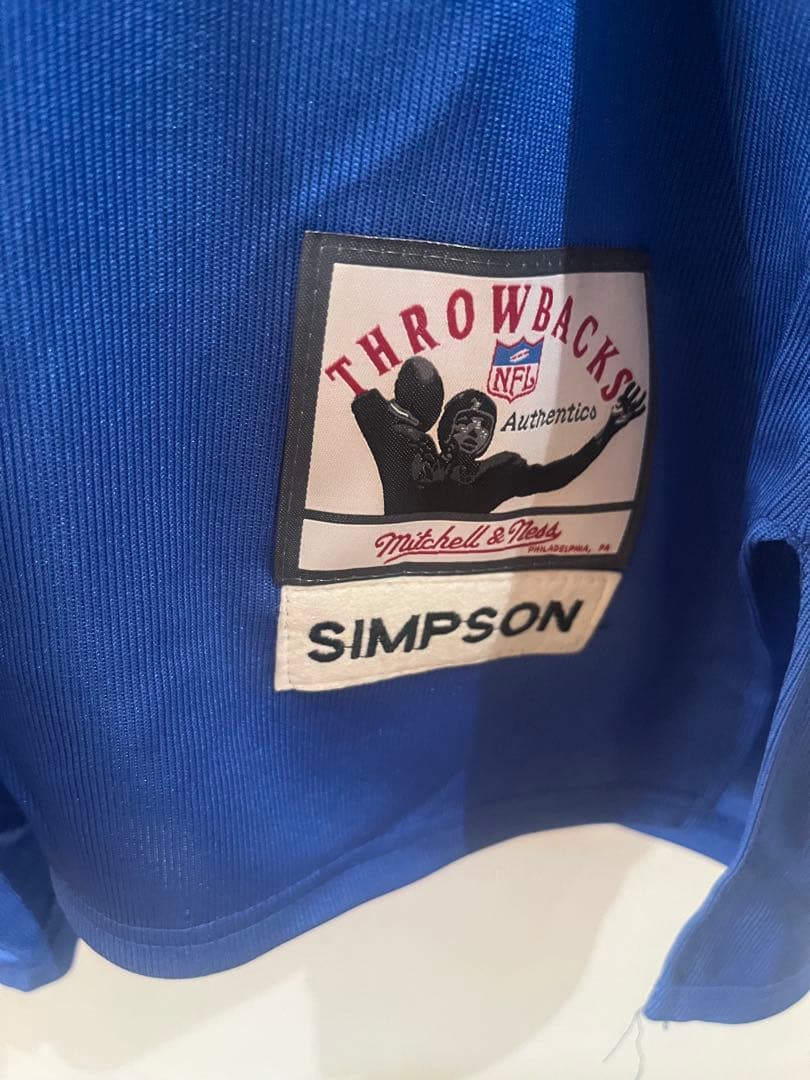 THROWBACKS
NFL
Authentics
Mitchell & Ness
PHILADELPHIA, PA
SIMPSON